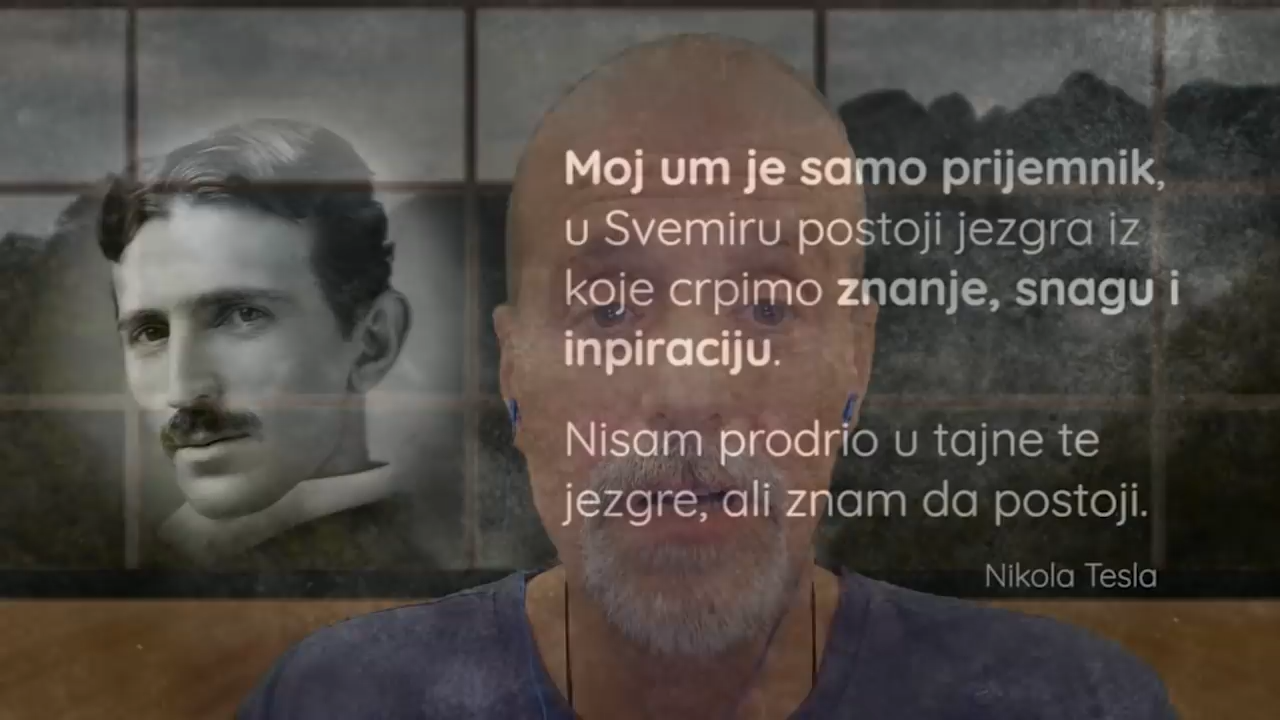 Moj um je samo prijemnik,
u Svemiru postoji jezgra iz
koje crpimo znanje, snagu i
inpiraciju.
Nisam prodrio u tajne te
jezgre, ali znam da postoji.
Nikola Tesla